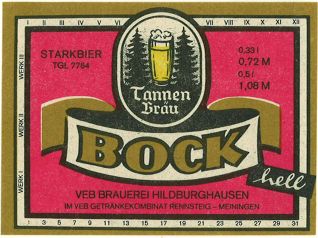 I II III IV V VI VII VIII IX X XI XII
STARKBIER
TGL 7764
0,33 l
0,72 M
0,5 l
1,08 M
Tannen
Bräu
BOCK
hell
VEB BRAUEREI HILDBURGHAUSEN
IM VEB GETRÄNKEKOMBINAT RENNSTEIG – MEININGEN
WERK III
WERK II
WERK I
1 3 5 7 9 11 13 15 17 19 21 23 25 27 29 31